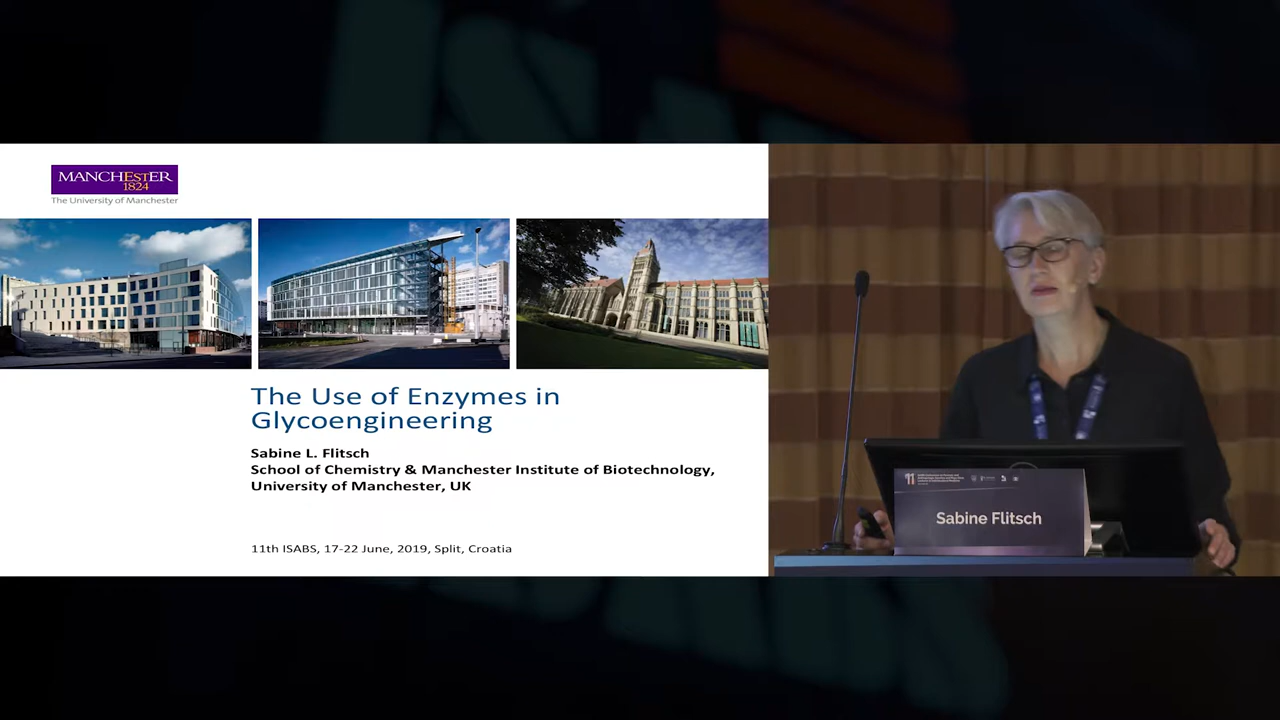 MANCHESTER
1824
The University of Manchester
The Use of Enzymes in
Glycoengineering
Sabine L. Flitsch
School of Chemistry & Manchester Institute of Biotechnology,
University of Manchester, UK
11th ISABS, 17-22 June, 2019, Split, Croatia
11
Sabine Flitsch